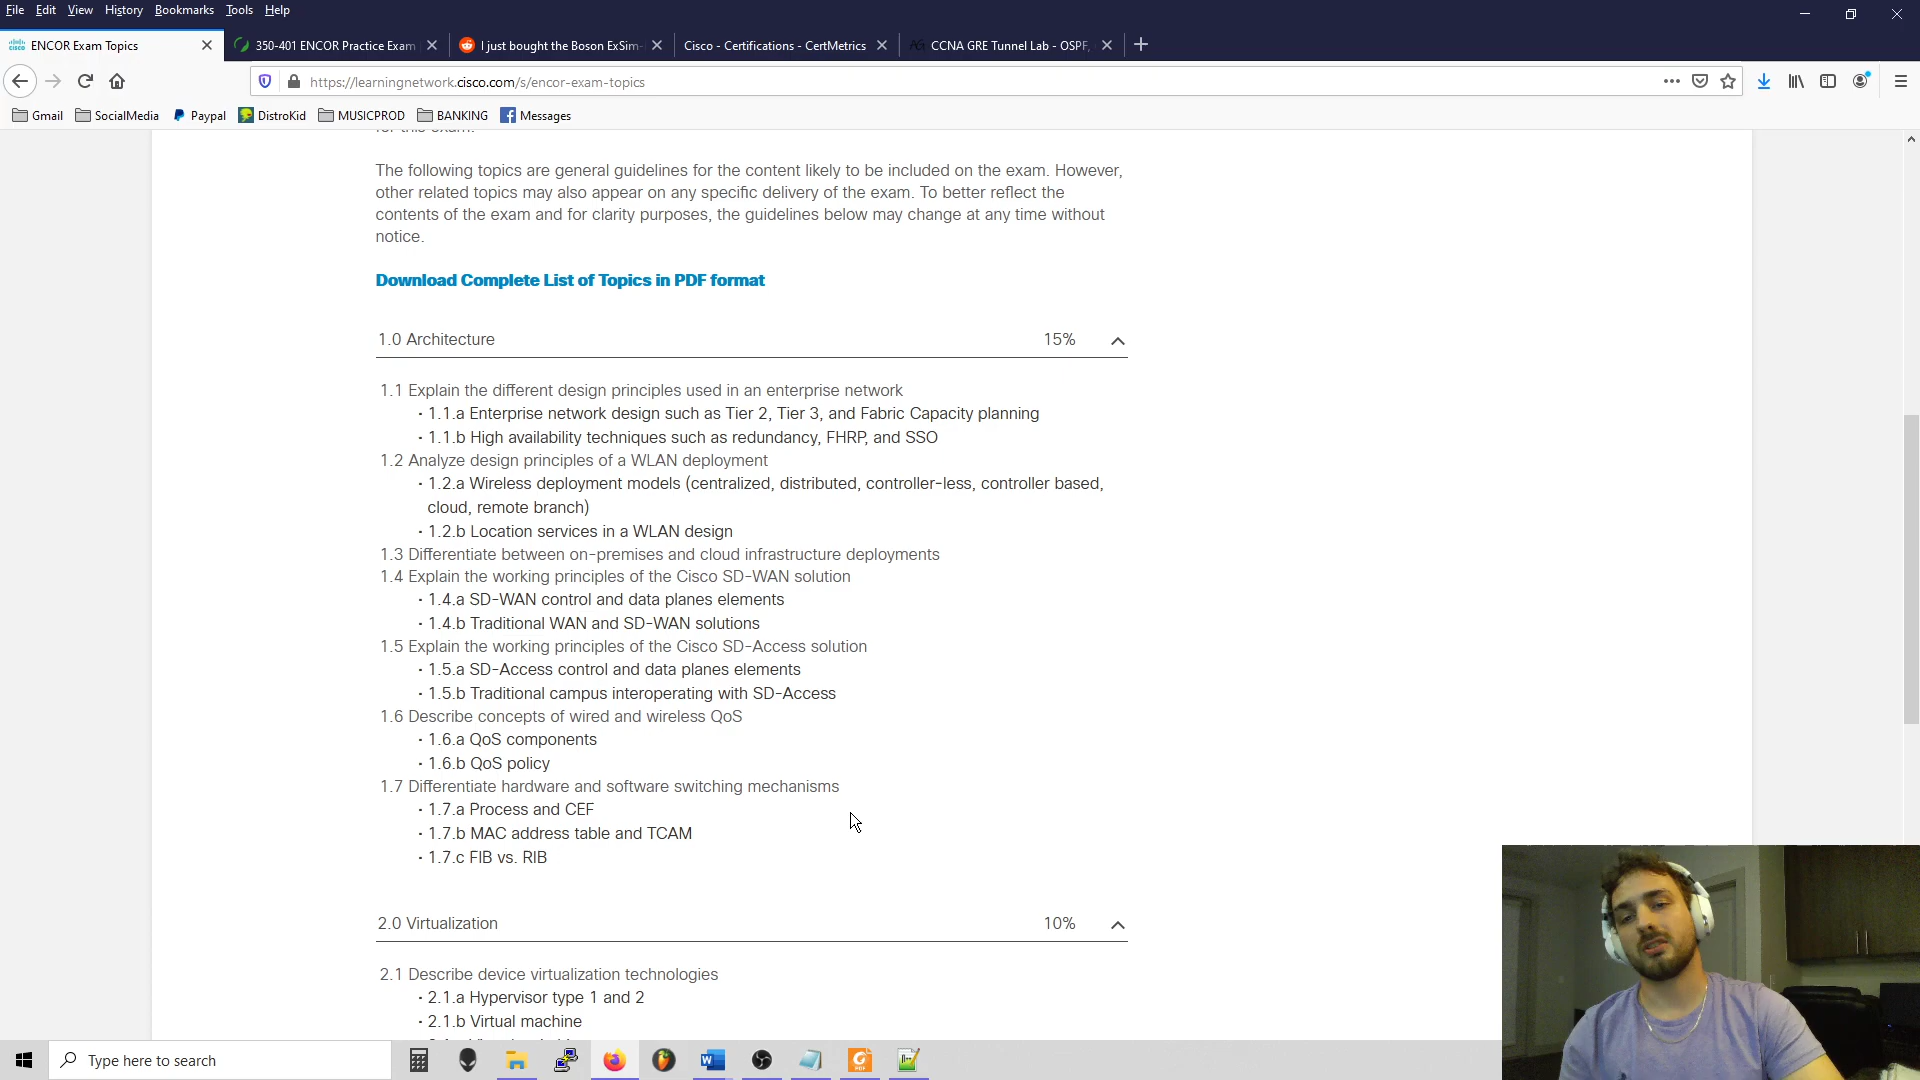 File Edit View History Bookmarks Tools Help
ENCOR Exam Topics
350-401 ENCOR Practice Exam
I just bought the Boson ExSim-
Cisco - Certifications - CertMetrics
CCNA GRE Tunnel Lab - OSPF,
https://learningnetwork.cisco.com/s/encor-exam-topics
Gmail SocialMedia Paypal DistroKid MUSICPROD BANKING Messages
for this exam.
The following topics are general guidelines for the content likely to be included on the exam. However,
other related topics may also appear on any specific delivery of the exam. To better reflect the
contents of the exam and for clarity purposes, the guidelines below may change at any time without
notice.
Download Complete List of Topics in PDF format
1.0 Architecture 15%
1.1 Explain the different design principles used in an enterprise network
• 1.1.a Enterprise network design such as Tier 2, Tier 3, and Fabric Capacity planning
• 1.1.b High availability techniques such as redundancy, FHRP, and SSO
1.2 Analyze design principles of a WLAN deployment
• 1.2.a Wireless deployment models (centralized, distributed, controller-less, controller based,
cloud, remote branch)
• 1.2.b Location services in a WLAN design
1.3 Differentiate between on-premises and cloud infrastructure deployments
1.4 Explain the working principles of the Cisco SD-WAN solution
• 1.4.a SD-WAN control and data planes elements
• 1.4.b Traditional WAN and SD-WAN solutions
1.5 Explain the working principles of the Cisco SD-Access solution
• 1.5.a SD-Access control and data planes elements
• 1.5.b Traditional campus interoperating with SD-Access
1.6 Describe concepts of wired and wireless QoS
• 1.6.a QoS components
• 1.6.b QoS policy
1.7 Differentiate hardware and software switching mechanisms
• 1.7.a Process and CEF
• 1.7.b MAC address table and TCAM
• 1.7.c FIB vs. RIB
2.0 Virtualization 10%
2.1 Describe device virtualization technologies
• 2.1.a Hypervisor type 1 and 2
• 2.1.b Virtual machine
Type here to search